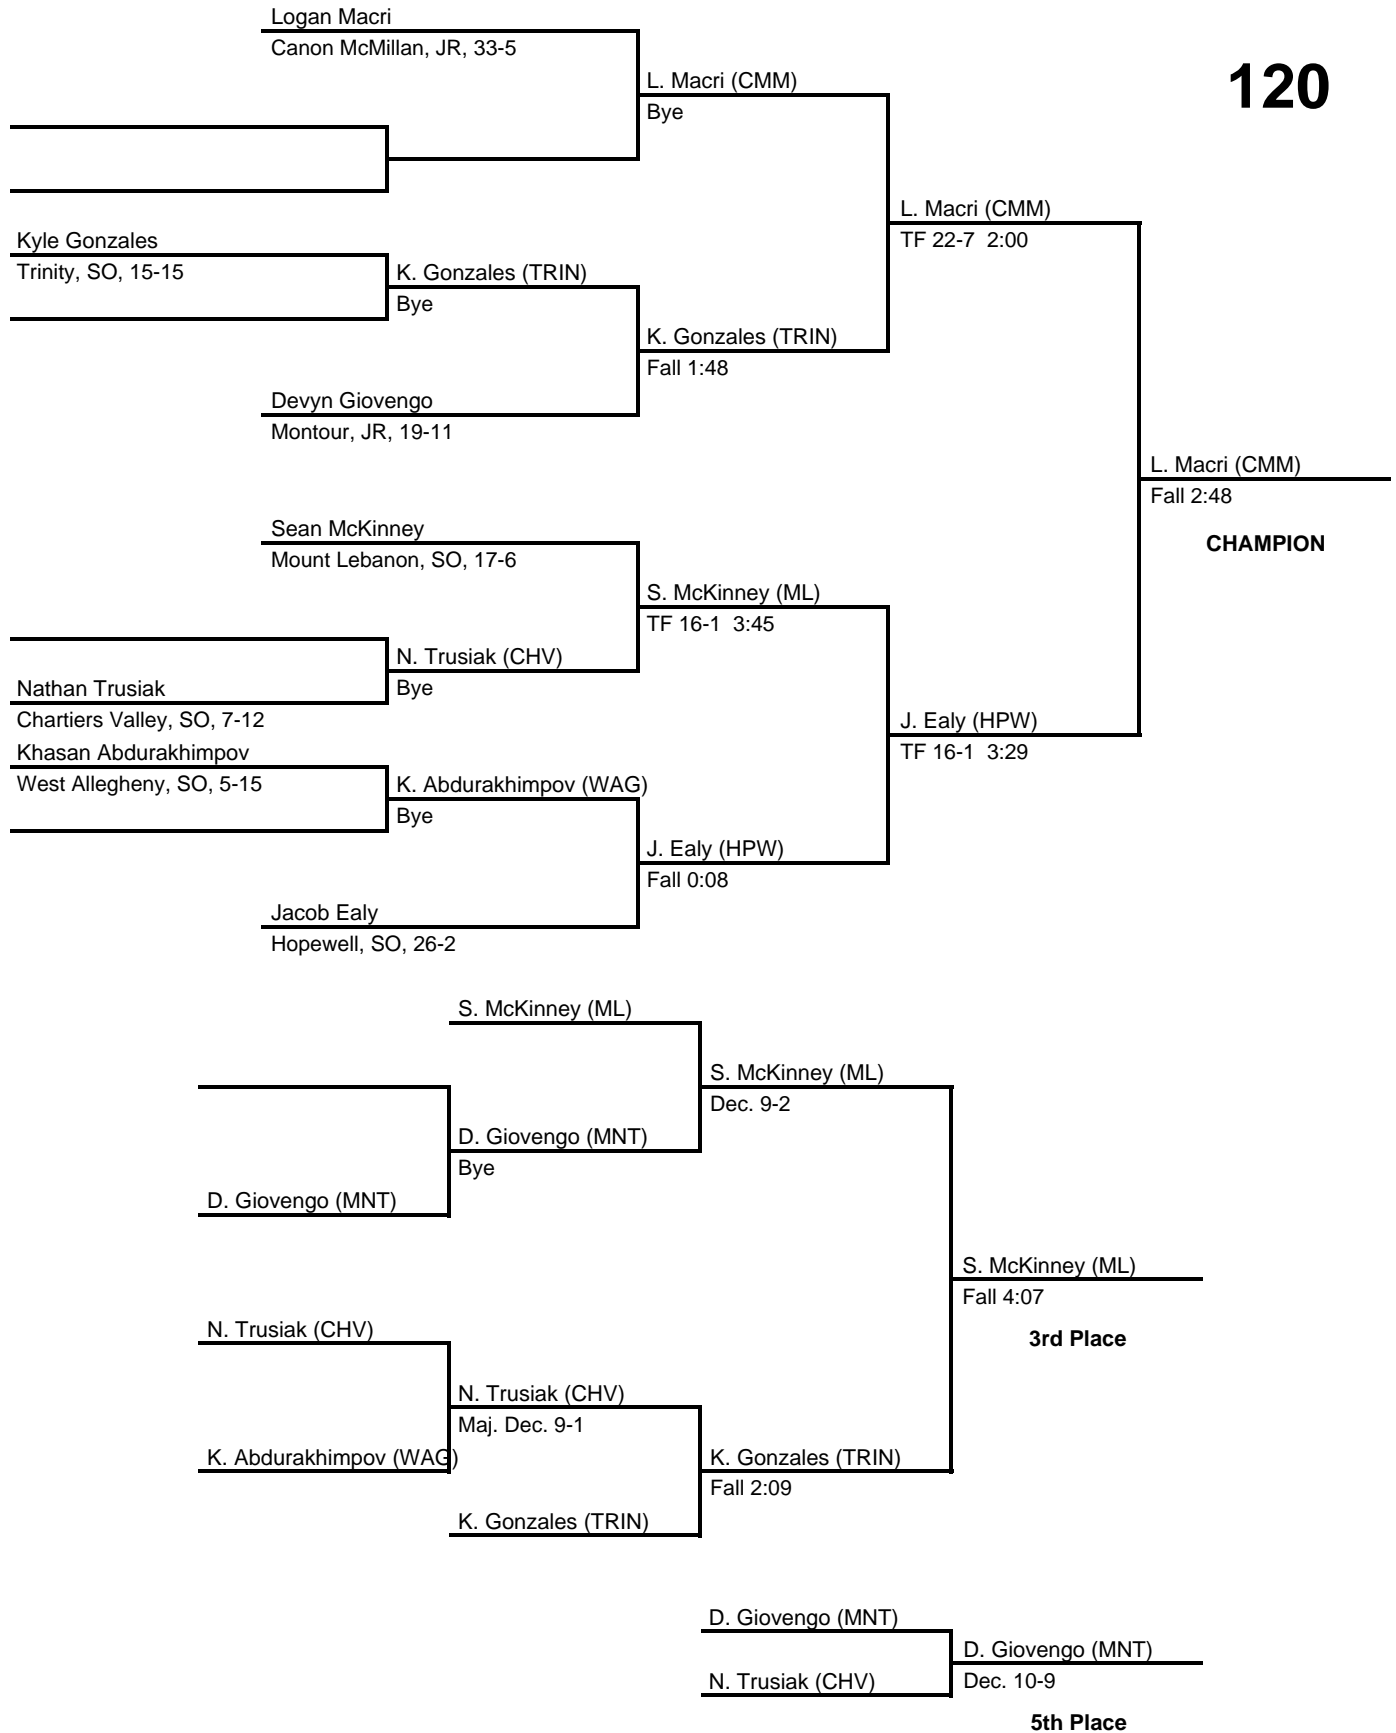 Logan Macri
Canon McMillan, JR, 33-5
120
L. Macri (CMM)
Bye
L. Macri (CMM)
TF 22-7 2:00
Kyle Gonzales
Trinity, SO, 15-15
K. Gonzales (TRIN)
Bye
K. Gonzales (TRIN)
Fall 1:48
Devyn Giovengo
Montour, JR, 19-11
L. Macri (CMM)
Fall 2:48
CHAMPION
Sean McKinney
Mount Lebanon, SO, 17-6
S. McKinney (ML)
TF 16-1 3:45
N. Trusiak (CHV)
Bye
Nathan Trusiak
Chartiers Valley, SO, 7-12
J. Ealy (HPW)
TF 16-1 3:29
Khasan Abdurakhimpov
West Allegheny, SO, 5-15
K. Abdurakhimpov (WAG)
Bye
J. Ealy (HPW)
Fall 0:08
Jacob Ealy
Hopewell, SO, 26-2
S. McKinney (ML)
S. McKinney (ML)
Dec. 9-2
D. Giovengo (MNT)
Bye
D. Giovengo (MNT)
S. McKinney (ML)
Fall 4:07
3rd Place
N. Trusiak (CHV)
N. Trusiak (CHV)
Maj. Dec. 9-1
K. Abdurakhimpov (WAG)
K. Gonzales (TRIN)
Fall 2:09
K. Gonzales (TRIN)
D. Giovengo (MNT)
D. Giovengo (MNT)
Dec. 10-9
N. Trusiak (CHV)
5th Place